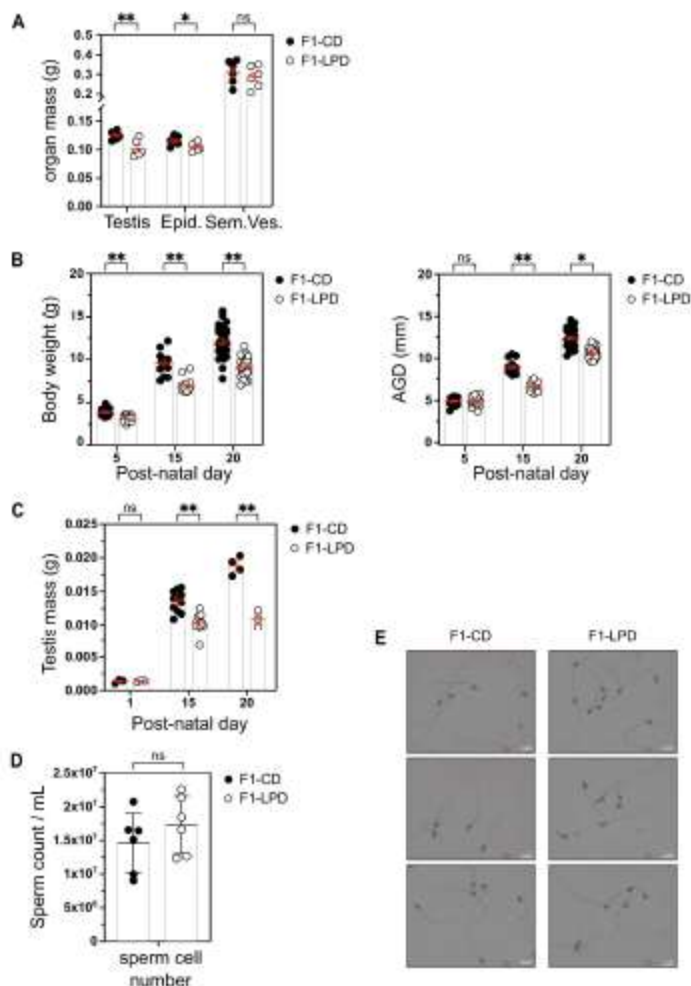 A
** * ns
F1-CD
F1-LPD
organ mass (g)
0.5
0.4
0.3
0.2
0.15
0.10
0.05
0.00
Testis Epid. Sem.Ves.
B
** ** **
F1-CD
F1-LPD
Body weight (g)
20
15
10
5
0
5 15 20
Post-natal day
ns ** *
F1-CD
F1-LPD
AGD (mm)
20
15
10
5
0
5 15 20
Post-natal day
C
ns ** **
F1-CD
F1-LPD
Testis mass (g)
0.025
0.020
0.015
0.010
0.005
0.000
1 15 20
Post-natal day
D
ns
F1-CD
F1-LPD
Sperm count / mL
2.5x10⁷
2x10⁷
1.5x10⁷
1x10⁷
5x10⁶
0
sperm cell
number
E
F1-CD F1-LPD